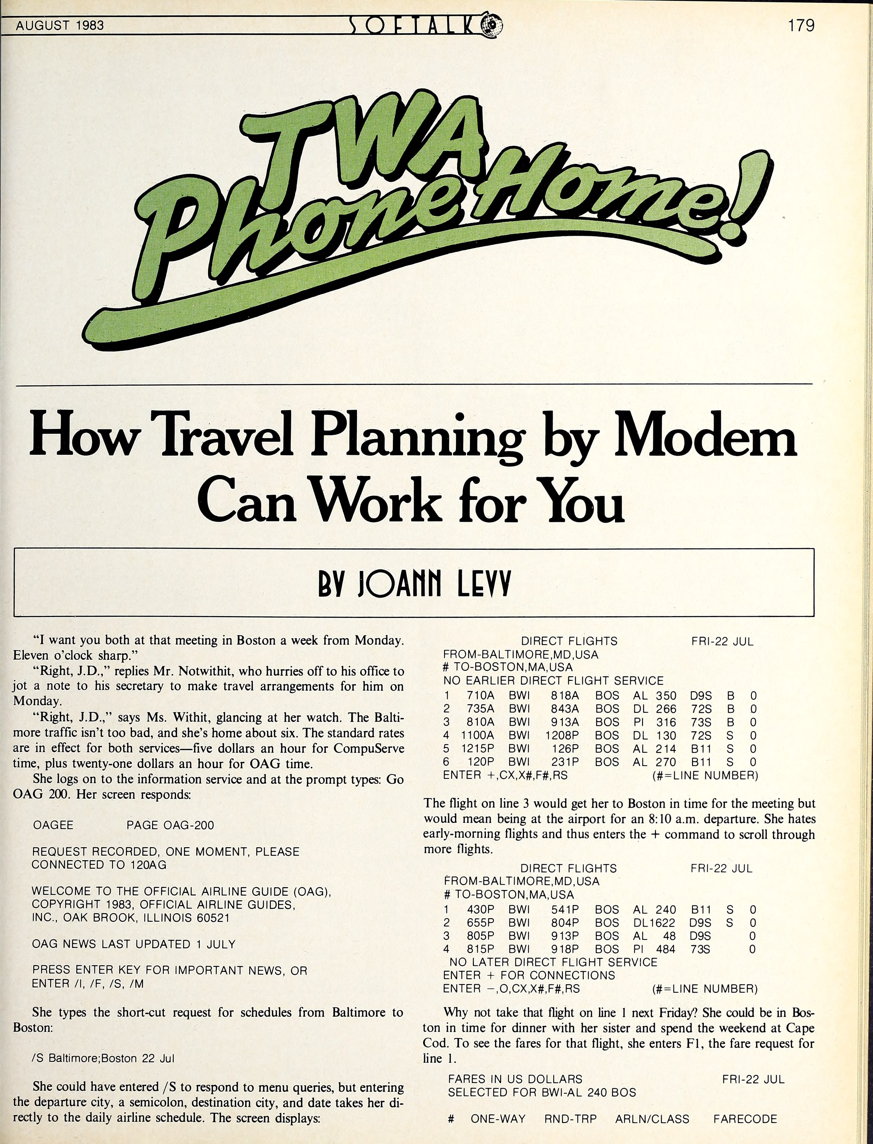 AUGUST 1983
SOFTALK
179
TWA
Phone Home!
How Travel Planning by Modem
Can Work for You
BY JOANN LEVY
“I want you both at that meeting in Boston a week from Monday.
Eleven o’clock sharp.”
“Right, J.D.,” replies Mr. Notwithit, who hurries off to his office to
jot a note to his secretary to make travel arrangements for him on
Monday.
“Right, J.D.,” says Ms. Withit, glancing at her watch. The Balti-
more traffic isn’t too bad, and she’s home about six. The standard rates
are in effect for both services—five dollars an hour for CompuServe
time, plus twenty-one dollars an hour for OAG time.
She logs on to the information service and at the prompt types: Go
OAG 200. Her screen responds:
OAGEE PAGE OAG-200
REQUEST RECORDED, ONE MOMENT, PLEASE
CONNECTED TO 12OAG
WELCOME TO THE OFFICIAL AIRLINE GUIDE (OAG),
COPYRIGHT 1983, OFFICIAL AIRLINE GUIDES,
INC., OAK BROOK, ILLINOIS 60521
OAG NEWS LAST UPDATED 1 JULY
PRESS ENTER KEY FOR IMPORTANT NEWS, OR
ENTER /I, /F, /S, /M
She types the short-cut request for schedules from Baltimore to
Boston:
/S Baltimore;Boston 22 Jul
She could have entered /S to respond to menu queries, but entering
the departure city, a semicolon, destination city, and date takes her di-
rectly to the daily airline schedule. The screen displays:
DIRECT FLIGHTS FRI-22 JUL
FROM-BALTIMORE,MD,USA
# TO-BOSTON,MA,USA
NO EARLIER DIRECT FLIGHT SERVICE
1 710A BWI 818A BOS AL 350 D9S B 0
2 735A BWI 843A BOS DL 266 72S B 0
3 810A BWI 913A BOS PI 316 73S B 0
4 1100A BWI 1208P BOS DL 130 72S S 0
5 1215P BWI 126P BOS AL 214 B11 S 0
6 120P BWI 231P BOS AL 270 B11 S 0
ENTER +,CX,X#,F#,RS (#=LINE NUMBER)
The flight on line 3 would get her to Boston in time for the meeting but
would mean being at the airport for an 8:10 a.m. departure. She hates
early-morning flights and thus enters the + command to scroll through
more flights.
DIRECT FLIGHTS FRI-22 JUL
FROM-BALTIMORE,MD,USA
# TO-BOSTON,MA,USA
1 430P BWI 541P BOS AL 240 B11 S 0
2 655P BWI 804P BOS DL1622 D9S S 0
3 805P BWI 913P BOS AL 48 D9S 0
4 815P BWI 918P BOS PI 484 73S 0
NO LATER DIRECT FLIGHT SERVICE
ENTER + FOR CONNECTIONS
ENTER −,O,CX,X#,F#,RS (#=LINE NUMBER)
Why not take that flight on line 1 next Friday? She could be in Bos-
ton in time for dinner with her sister and spend the weekend at Cape
Cod. To see the fares for that flight, she enters F1, the fare request for
line 1.
FARES IN US DOLLARS FRI-22 JUL
SELECTED FOR BWI-AL 240 BOS
# ONE-WAY RND-TRP ARLN/CLASS FARECODE